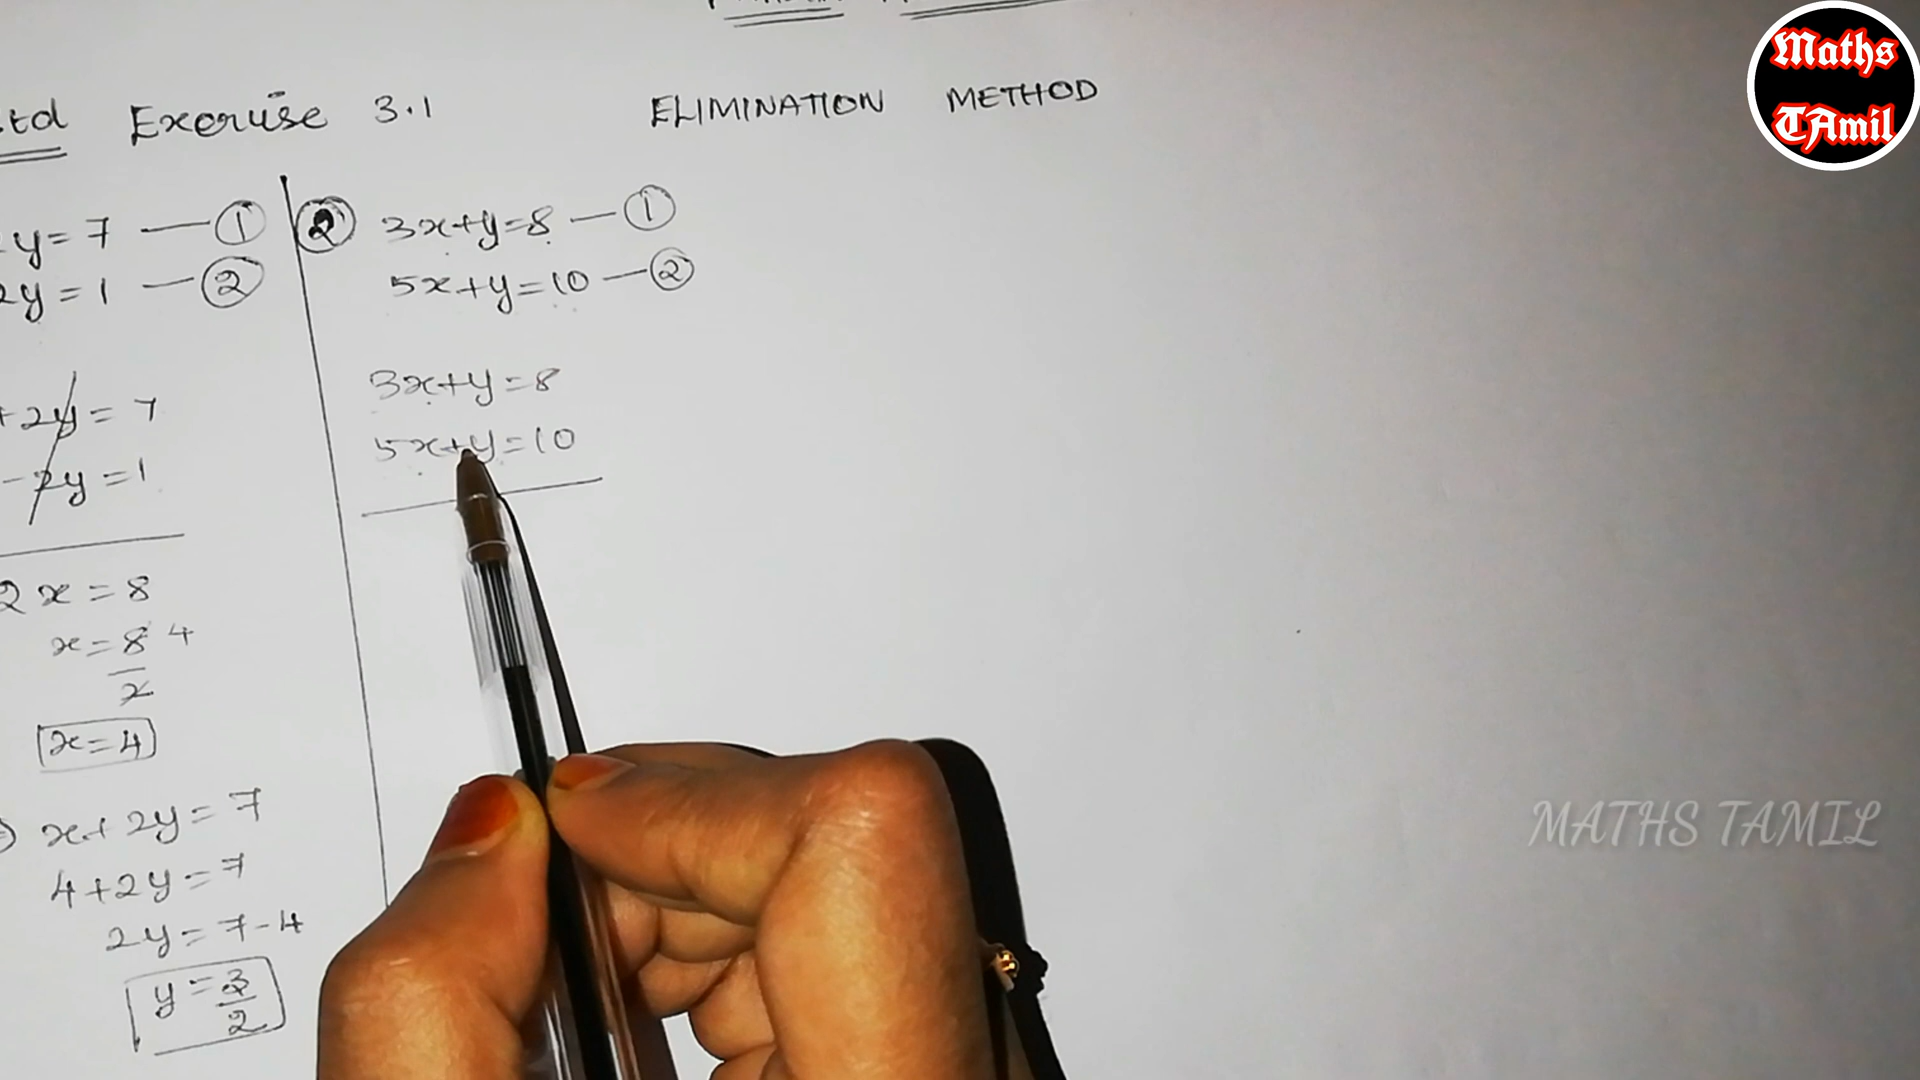 Exercise 3.1 ELIMINATION METHOD
y = 7 — ①
2y = 1 — ②
+ 2y = 7
- 2y = 1
2x = 8
x = 8 4
2
x = 4
x + 2y = 7
4 + 2y = 7
2y = 7 - 4
y = 3
2
② 3x+y=8 — ①
5x+y=10 — ②
3x+y=8
5x+y=10
Maths
TAmil
MATHS TAMIL